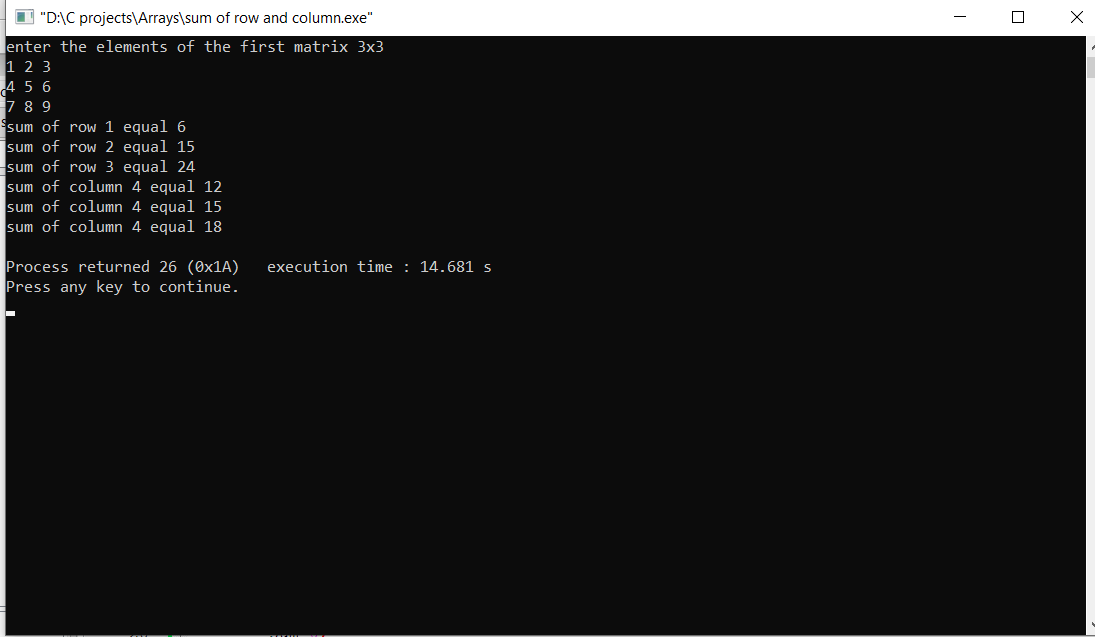 "D:\C projects\Arrays\sum of row and column.exe"
enter the elements of the first matrix 3x3
1 2 3
4 5 6
7 8 9
sum of row 1 equal 6
sum of row 2 equal 15
sum of row 3 equal 24
sum of column 4 equal 12
sum of column 4 equal 15
sum of column 4 equal 18
Process returned 26 (0x1A)   execution time : 14.681 s
Press any key to continue.